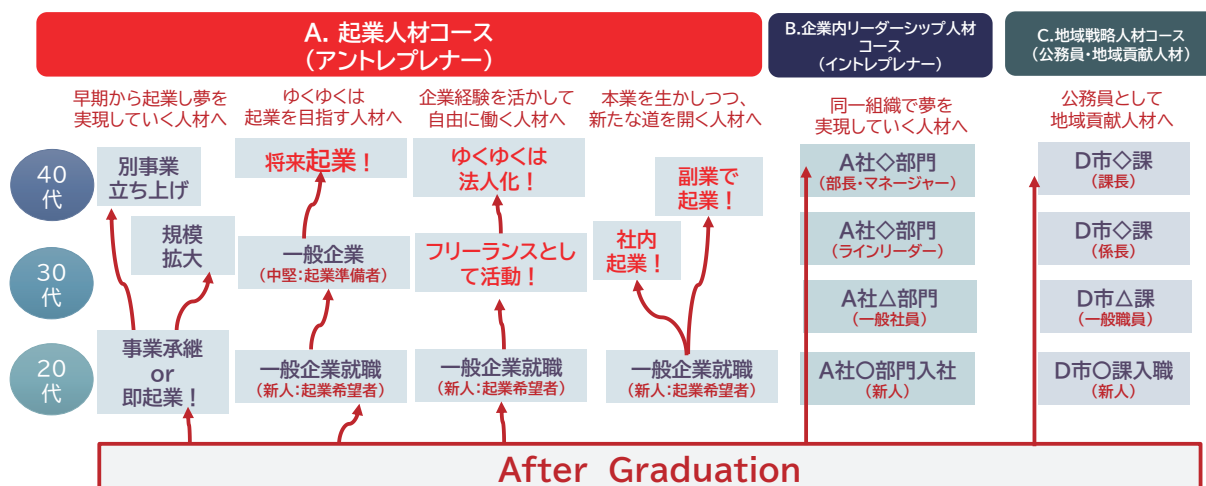 A. 起業人材コース
（アントレプレナー）
B.企業内リーダーシップ人材
コース
（イントレプレナー）
C.地域戦略人材コース
（公務員・地域貢献人材）
早期から起業し夢を
実現していく人材へ
ゆくゆくは
起業を目指す人材へ
企業経験を活かして
自由に働く人材へ
本業を生かしつつ、
新たな道を開く人材へ
同一組織で夢を
実現していく人材へ
公務員として
地域貢献人材へ
40
代
別事業
立ち上げ
将来起業！
ゆくゆくは
法人化！
副業で
起業！
A社◇部門
（部長・マネージャー）
D市◇課
（課長）
30
代
規模
拡大
一般企業
（中堅：起業準備者）
フリーランスとし
て活動！
社内
起業！
A社◇部門
（ラインリーダー）
D市◇課
（係長）
A社△部門
（一般社員）
D市△課
（一般職員）
20
代
事業承継
or
即起業！
一般企業就職
（新人：起業希望者）
一般企業就職
（新人：起業希望者）
一般企業就職
（新人：起業希望者）
A社〇部門入社
（新人）
D市〇課入職
（新人）
After Graduation